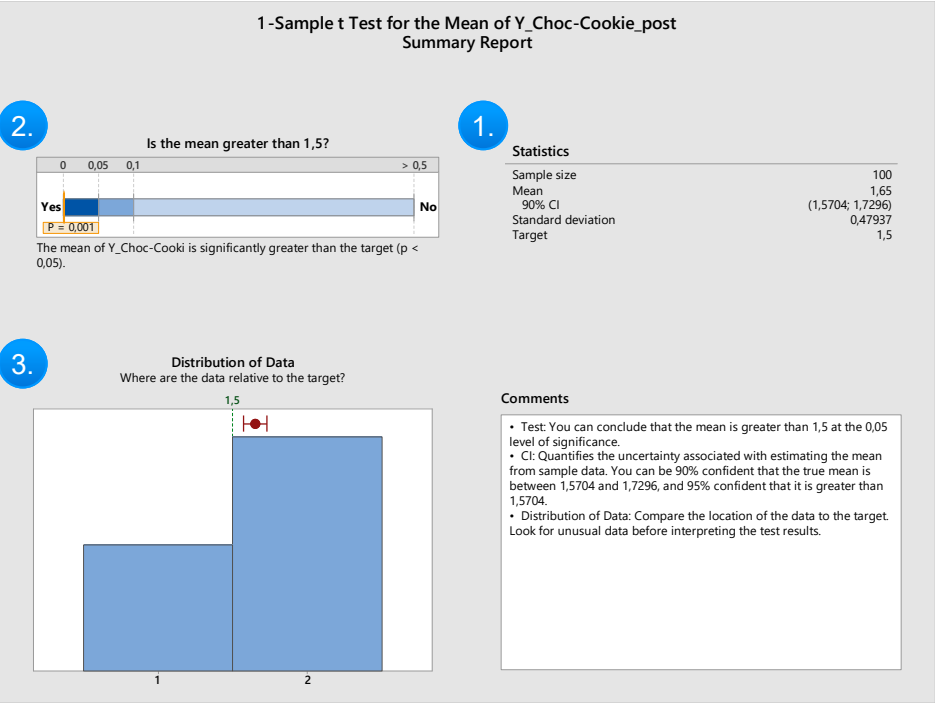 1-Sample t Test for the Mean of Y_Choc-Cookie_post
Summary Report
2.
Is the mean greater than 1,5?
0 0,05 0,1 > 0,5
Yes No
P = 0,001
The mean of Y_Choc-Cooki is significantly greater than the target (p <
0,05).
1.
Statistics
Sample size 100
Mean 1,65
90% CI (1,5704; 1,7296)
Standard deviation 0,47937
Target 1,5
3.
Distribution of Data
Where are the data relative to the target?
1,5
1 2
Comments
• Test: You can conclude that the mean is greater than 1,5 at the 0,05
level of significance.
• CI: Quantifies the uncertainty associated with estimating the mean
from sample data. You can be 90% confident that the true mean is
between 1,5704 and 1,7296, and 95% confident that it is greater than
1,5704.
• Distribution of Data: Compare the location of the data to the target.
Look for unusual data before interpreting the test results.